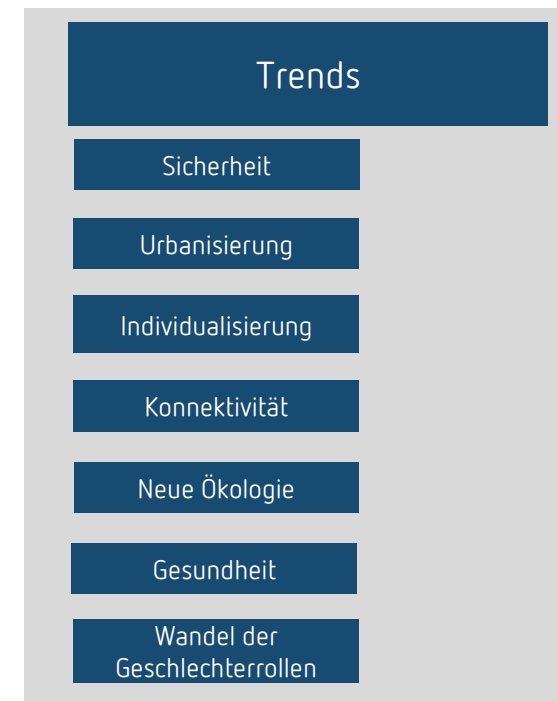 Trends
Sicherheit
Urbanisierung
Individualisierung
Konnektivität
Neue Ökologie
Gesundheit
Wandel der
Geschlechterrollen